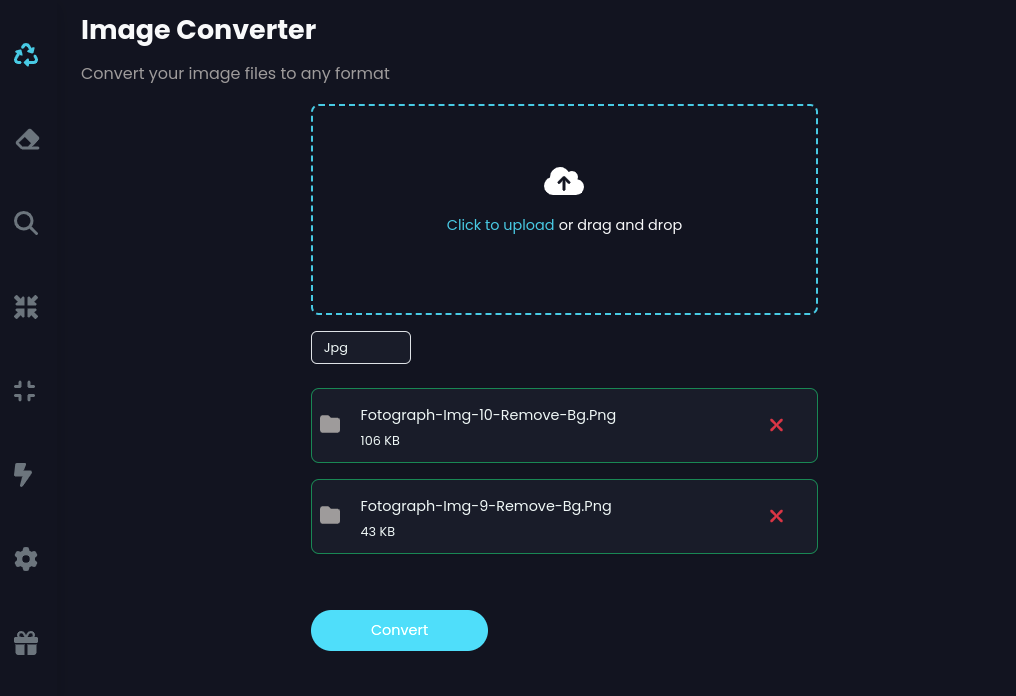 Image Converter
Convert your image files to any format
Click to upload or drag and drop
Jpg
Fotograph-Img-10-Remove-Bg.Png
106 KB
Fotograph-Img-9-Remove-Bg.Png
43 KB
Convert